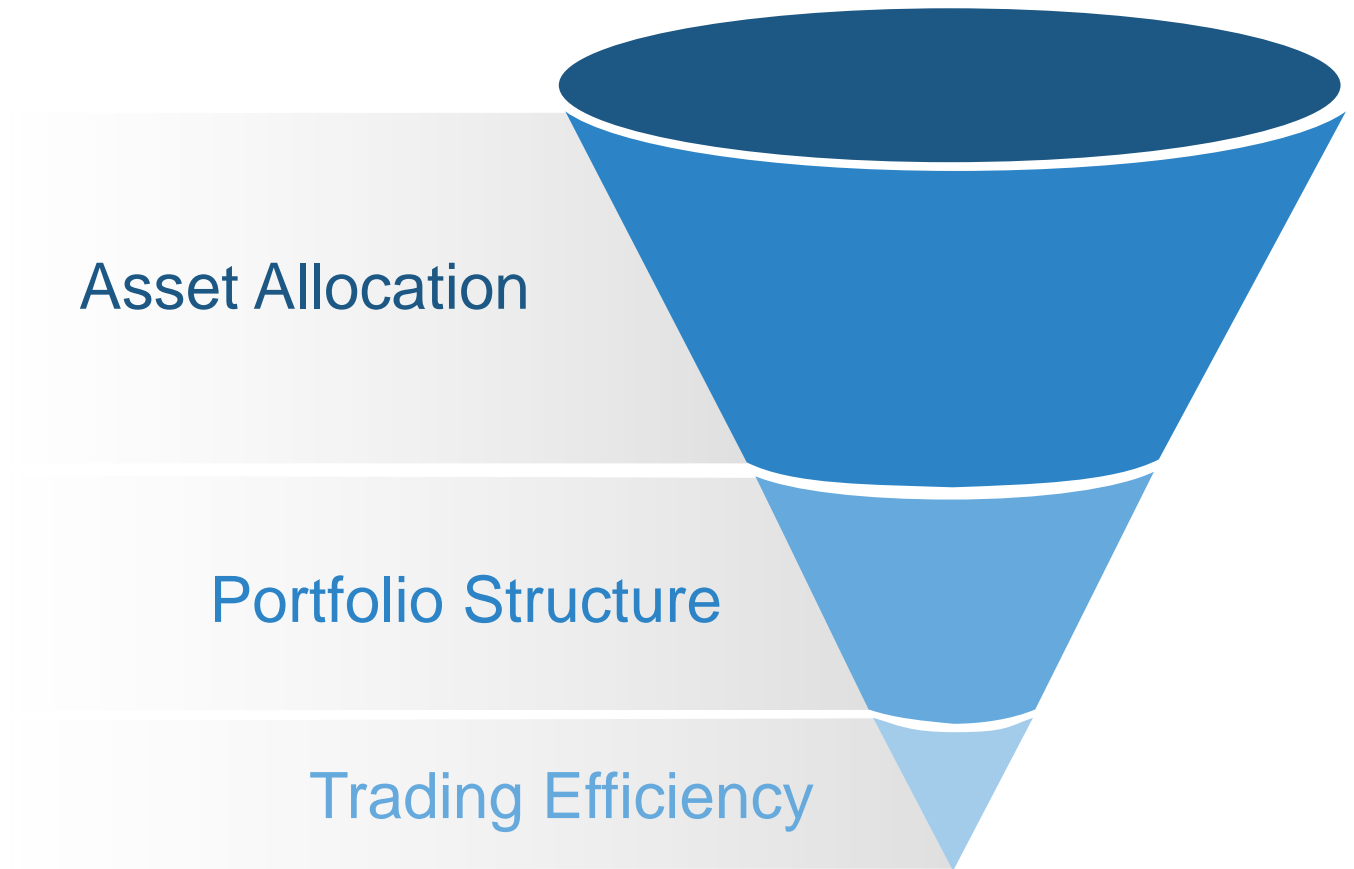 Asset Allocation
Portfolio Structure
Trading Efficiency